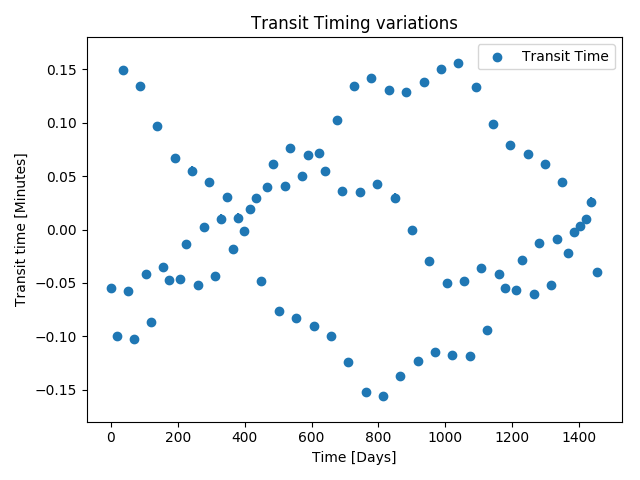 Transit Timing variations
Transit Time
0.15
0.10
0.05
0.00
−0.05
−0.10
−0.15
Transit time [Minutes]
0 200 400 600 800 1000 1200 1400
Time [Days]